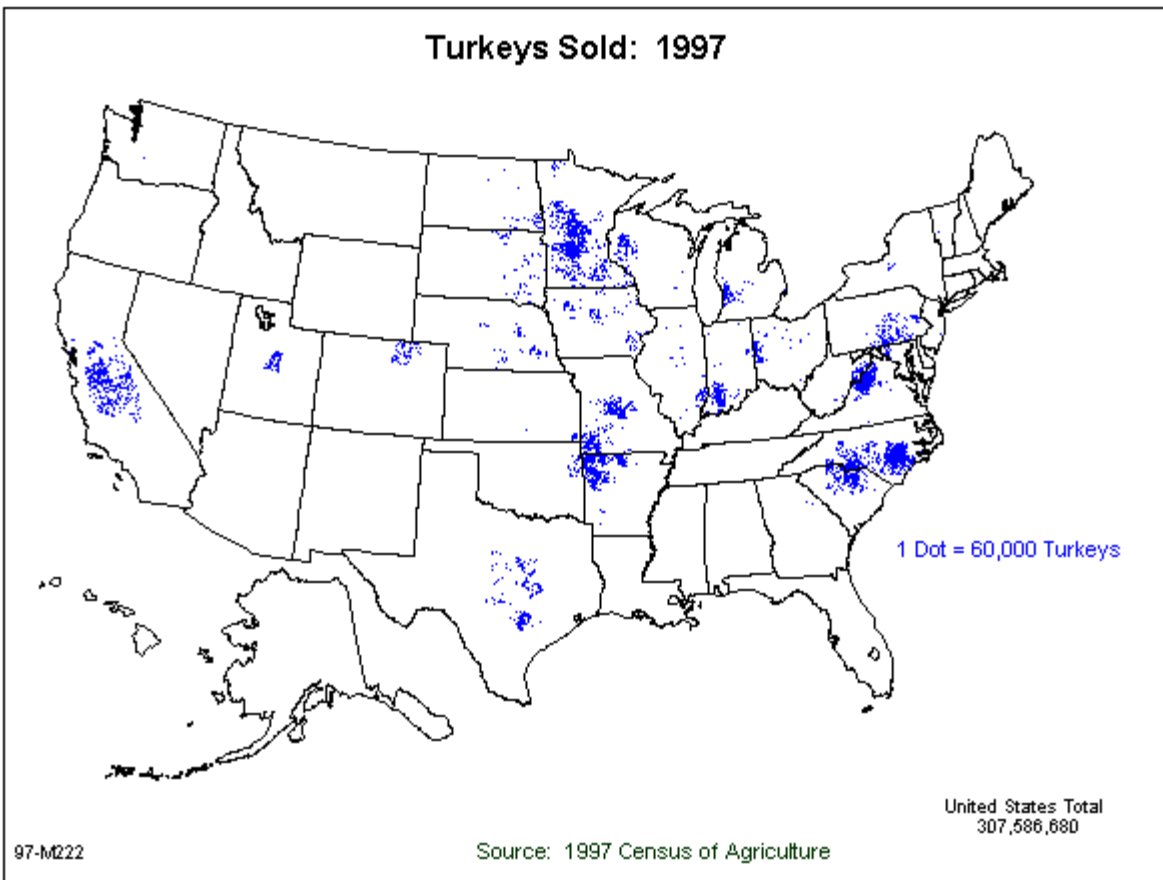 Turkeys Sold: 1997
1 Dot = 60,000 Turkeys
United States Total
307,586,680
97-M222
Source: 1997 Census of Agriculture